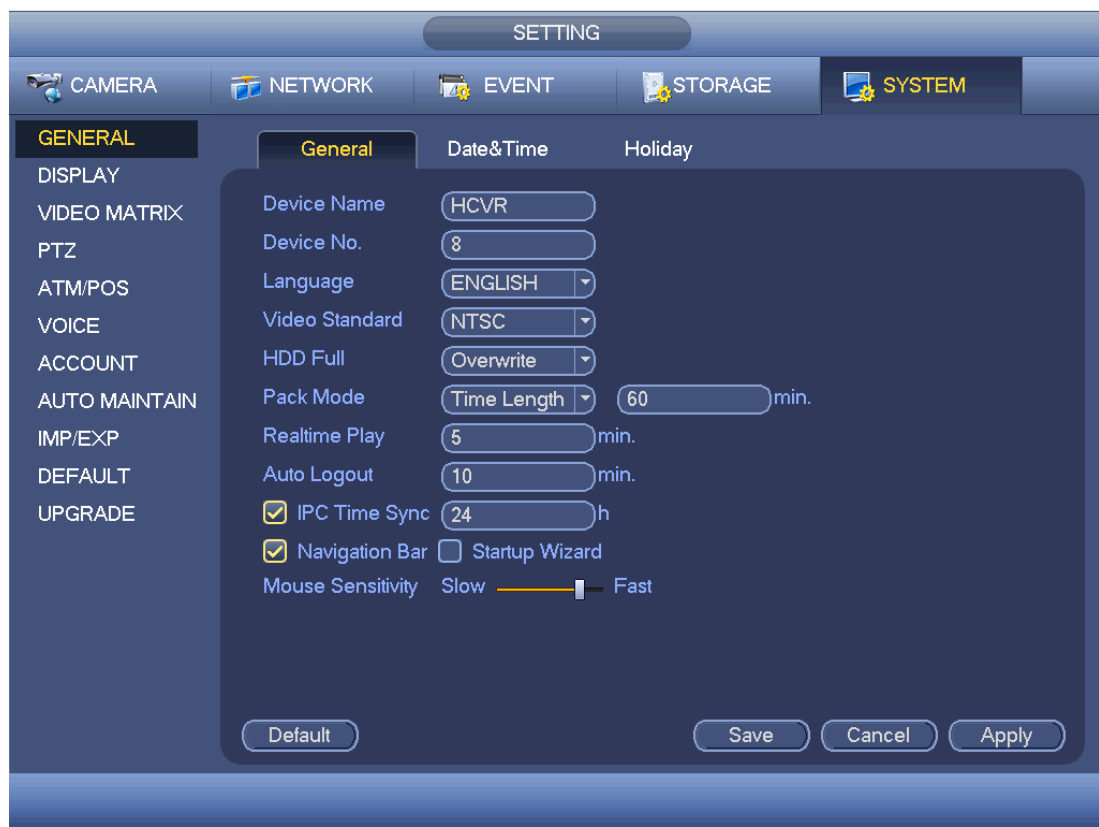 SETTING
CAMERA NETWORK EVENT STORAGE SYSTEM
GENERAL
DISPLAY
VIDEO MATRIX
PTZ
ATM/POS
VOICE
ACCOUNT
AUTO MAINTAIN
IMP/EXP
DEFAULT
UPGRADE
General Date&Time Holiday
Device Name HCVR
Device No. 8
Language ENGLISH
Video Standard NTSC
HDD Full Overwrite
Pack Mode Time Length 60 min.
Realtime Play 5 min.
Auto Logout 10 min.
IPC Time Sync 24 h
Navigation Bar Startup Wizard
Mouse Sensitivity Slow Fast
Default Save Cancel Apply